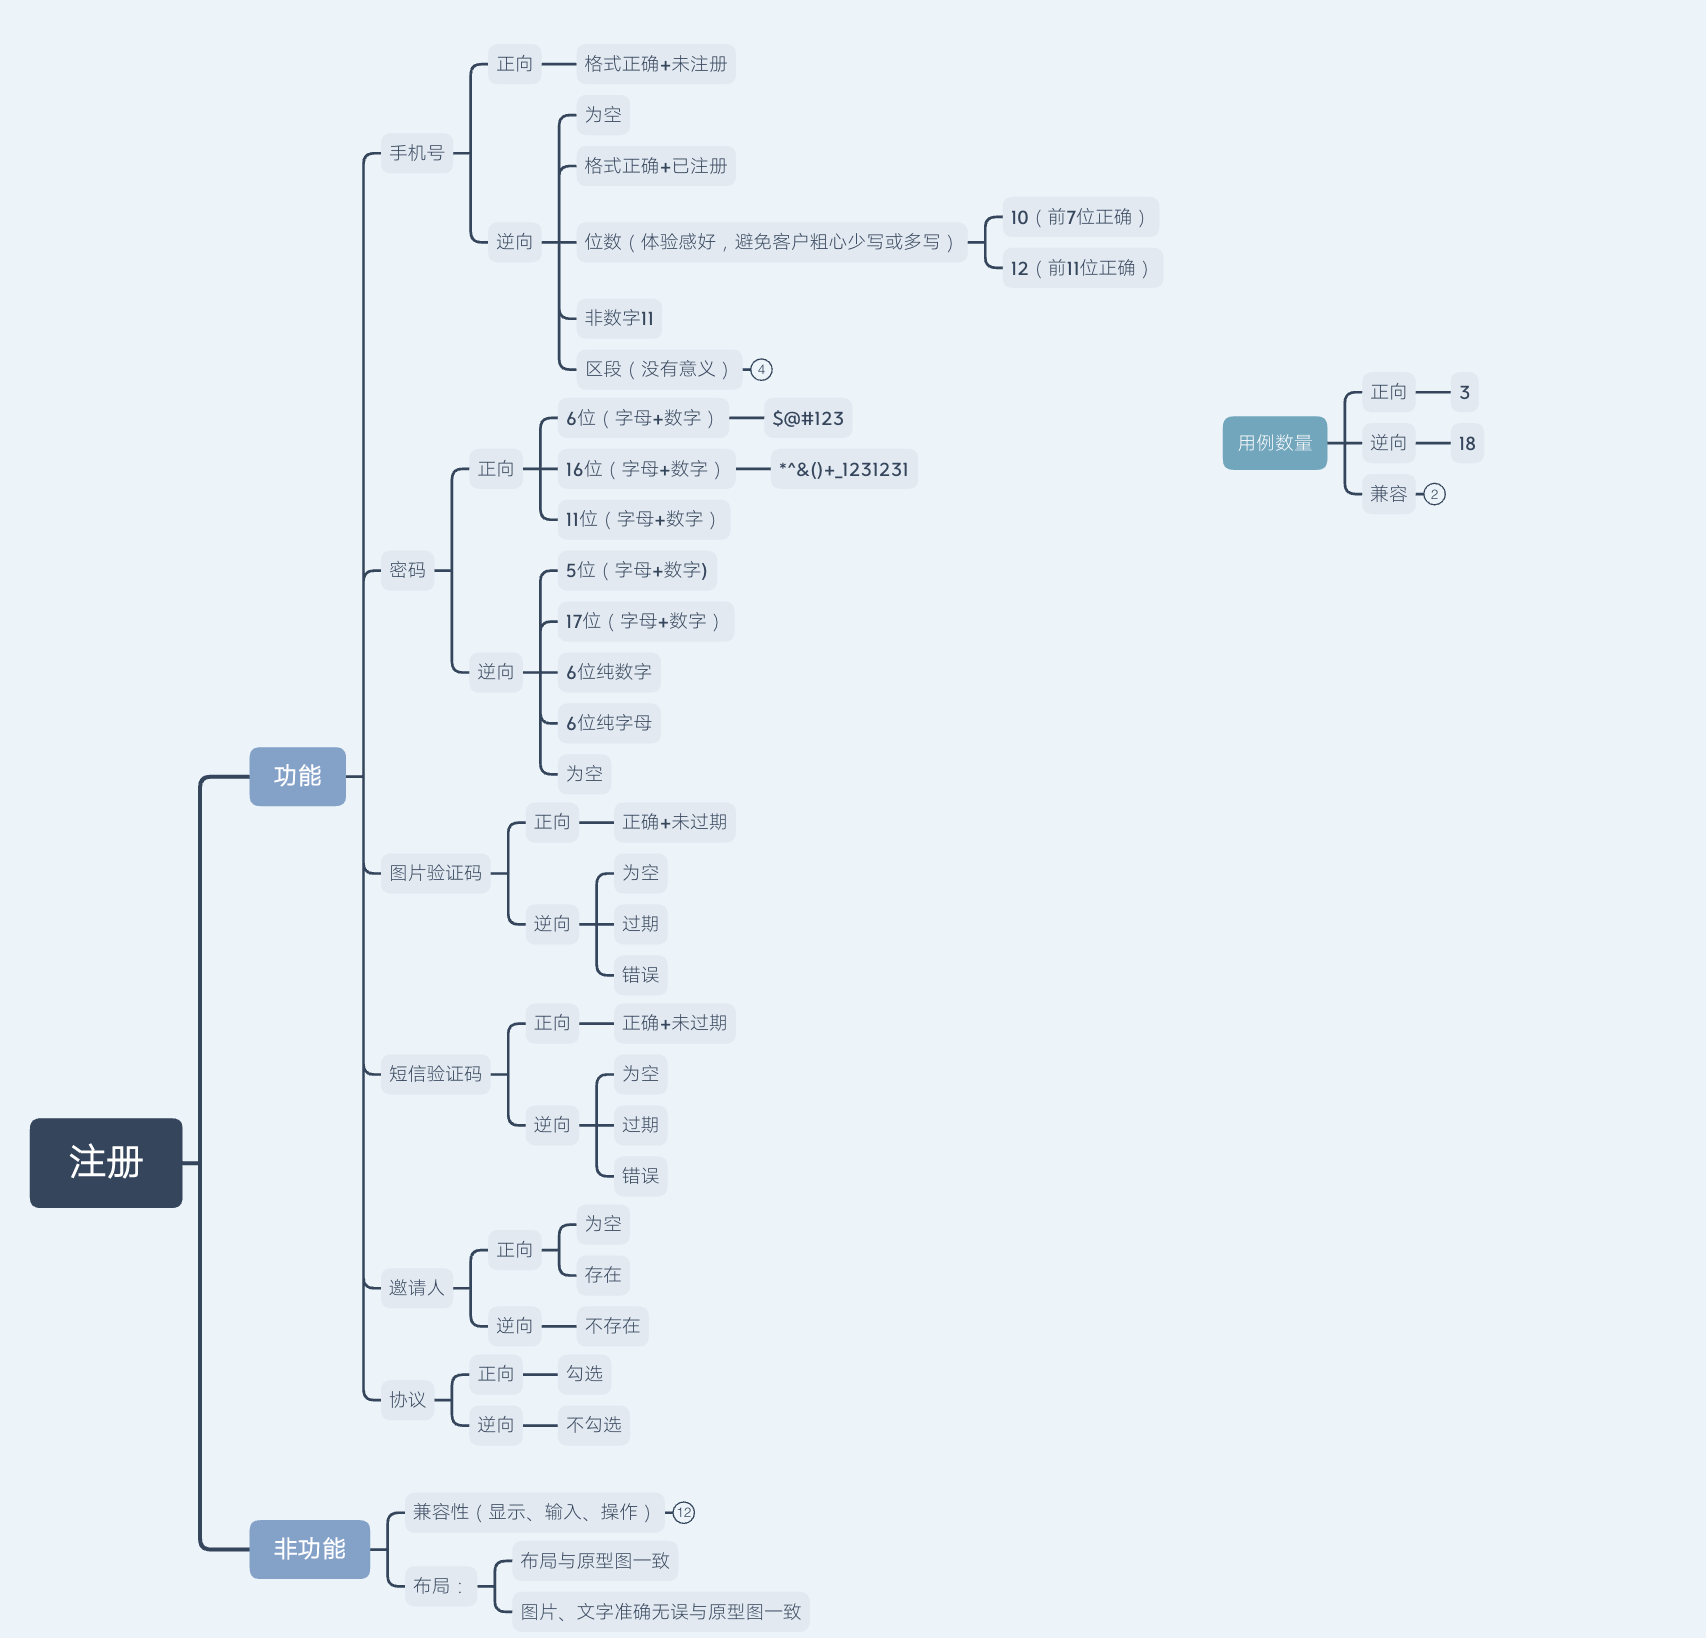 注册
功能
手机号
正向
格式正确+未注册
逆向
为空
格式正确+已注册
位数（体验感好，避免客户粗心少写或多写）
10（前7位正确）
12（前11位正确）
非数字11
区段（没有意义）
4
密码
正向
6位（字母+数字）
$@#123
16位（字母+数字）
*^&()+_1231231
11位（字母+数字）
逆向
5位（字母+数字)
17位（字母+数字）
6位纯数字
6位纯字母
为空
图片验证码
正向
正确+未过期
逆向
为空
过期
错误
短信验证码
正向
正确+未过期
逆向
为空
过期
错误
邀请人
正向
为空
存在
逆向
不存在
协议
正向
勾选
逆向
不勾选
非功能
兼容性（显示、输入、操作）
12
布局：
布局与原型图一致
图片、文字准确无误与原型图一致
用例数量
正向
3
逆向
18
兼容
2